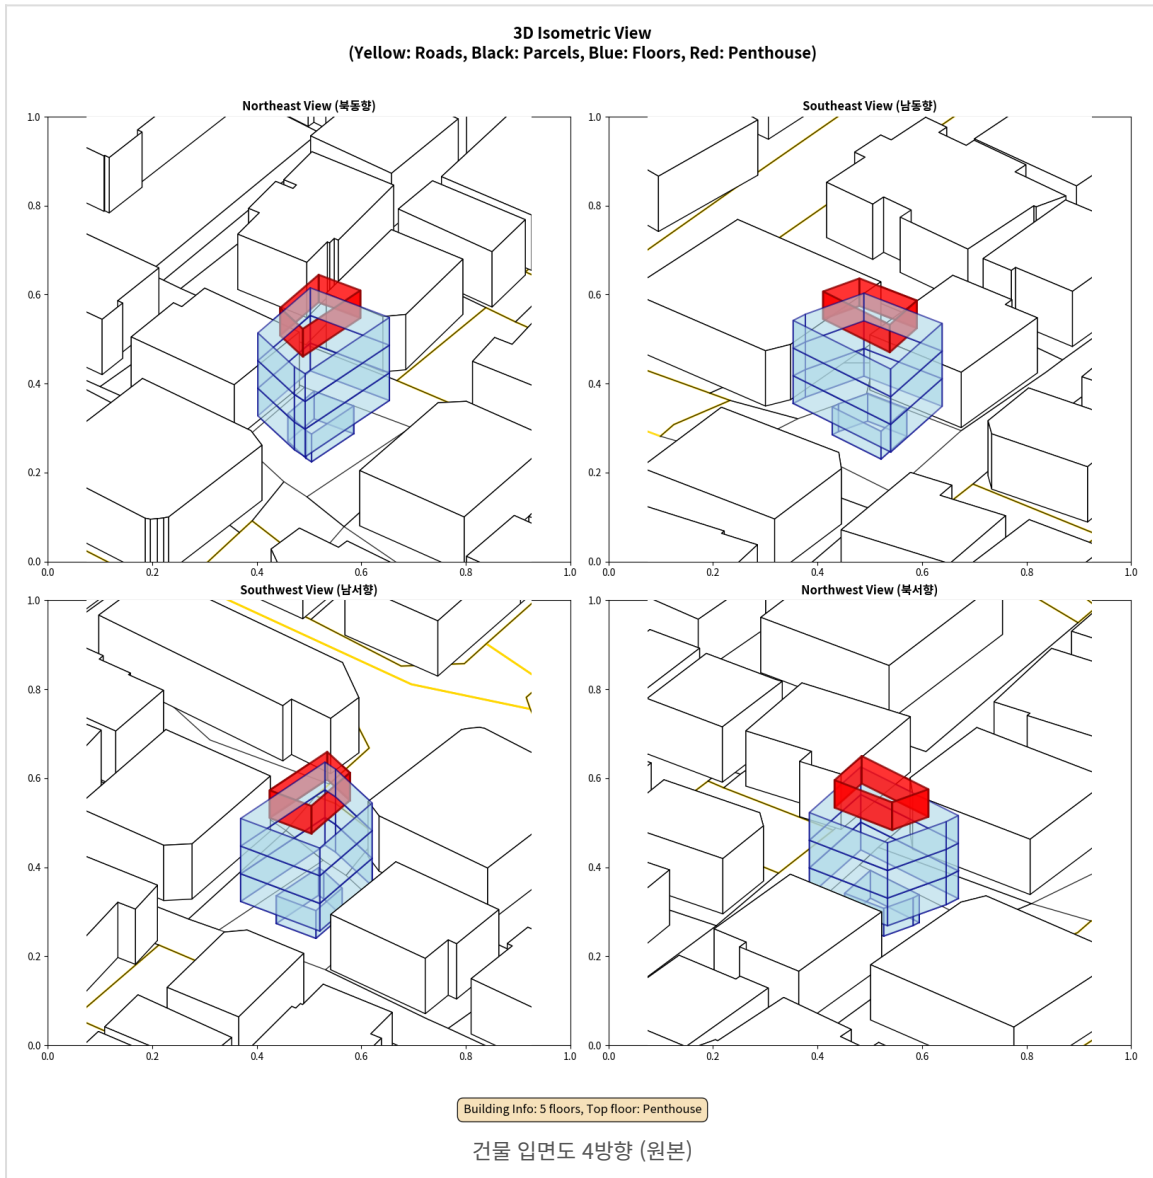 3D Isometric View
(Yellow: Roads, Black: Parcels, Blue: Floors, Red: Penthouse)
Northeast View (북동향)
1.0
0.8
0.6
0.4
0.2
0.0
0.0 0.2 0.4 0.6 0.8 1.0
Southeast View (남동향)
1.0
0.8
0.6
0.4
0.2
0.0
0.0 0.2 0.4 0.6 0.8 1.0
Southwest View (남서향)
1.0
0.8
0.6
0.4
0.2
0.0
0.0 0.2 0.4 0.6 0.8 1.0
Northwest View (북서향)
1.0
0.8
0.6
0.4
0.2
0.0
0.0 0.2 0.4 0.6 0.8 1.0
Building Info: 5 floors, Top floor: Penthouse
건물 입면도 4방향 (원본)